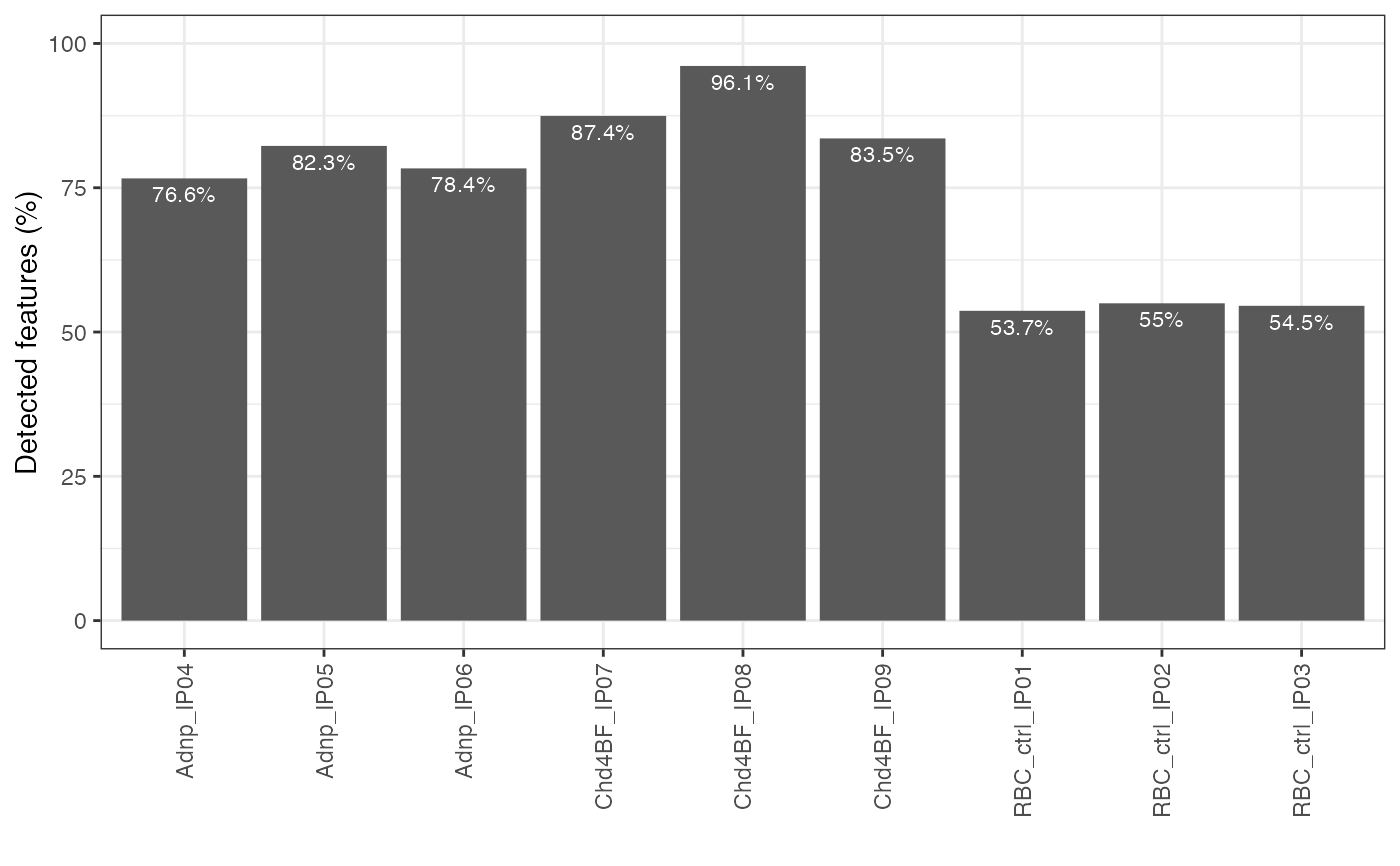 Detected features (%)
100
75
50
25
0
76.6%
82.3%
78.4%
87.4%
96.1%
83.5%
53.7%
55%
54.5%
Adnp_IP04
Adnp_IP05
Adnp_IP06
Chd4BF_IP07
Chd4BF_IP08
Chd4BF_IP09
RBC_ctrl_IP01
RBC_ctrl_IP02
RBC_ctrl_IP03